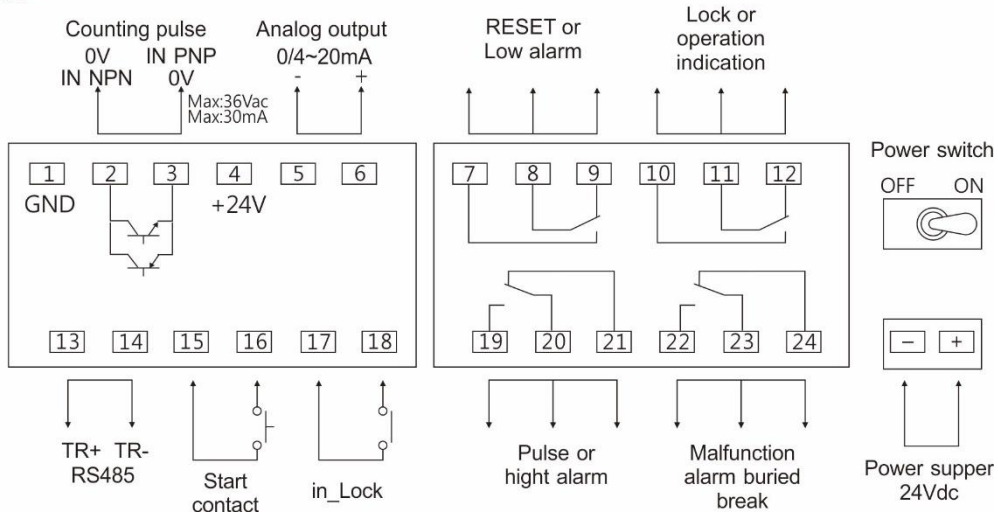 Counting pulse
0V IN PNP
IN NPN 0V
Max:36Vac
Max:30mA
Analog output
0/4~20mA
- +
RESET or
Low alarm
Lock or
operation
indication
1 2 3 4 5 6
GND +24V
7 8 9 10 11 12
Power switch
OFF ON
13 14 15 16 17 18
19 20 21 22 23 24
− +
TR+ TR-
RS485
Start
contact
in_Lock
Pulse or
hight alarm
Malfunction
alarm buried
break
Power supper
24Vdc